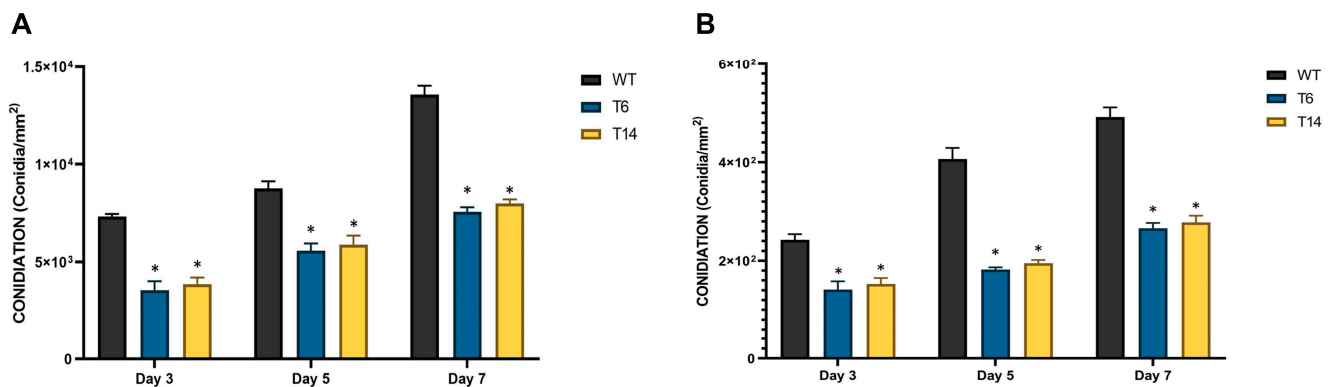 A
CONIDIATION (Conidia/mm²)
1.5×10⁴
1×10⁴
5×10³
0
* * * * * *
Day 3 Day 5 Day 7
WT
T6
T14
B
CONIDIATION (Conidia/mm²)
6×10²
4×10²
2×10²
0
* * * * * *
Day 3 Day 5 Day 7
WT
T6
T14